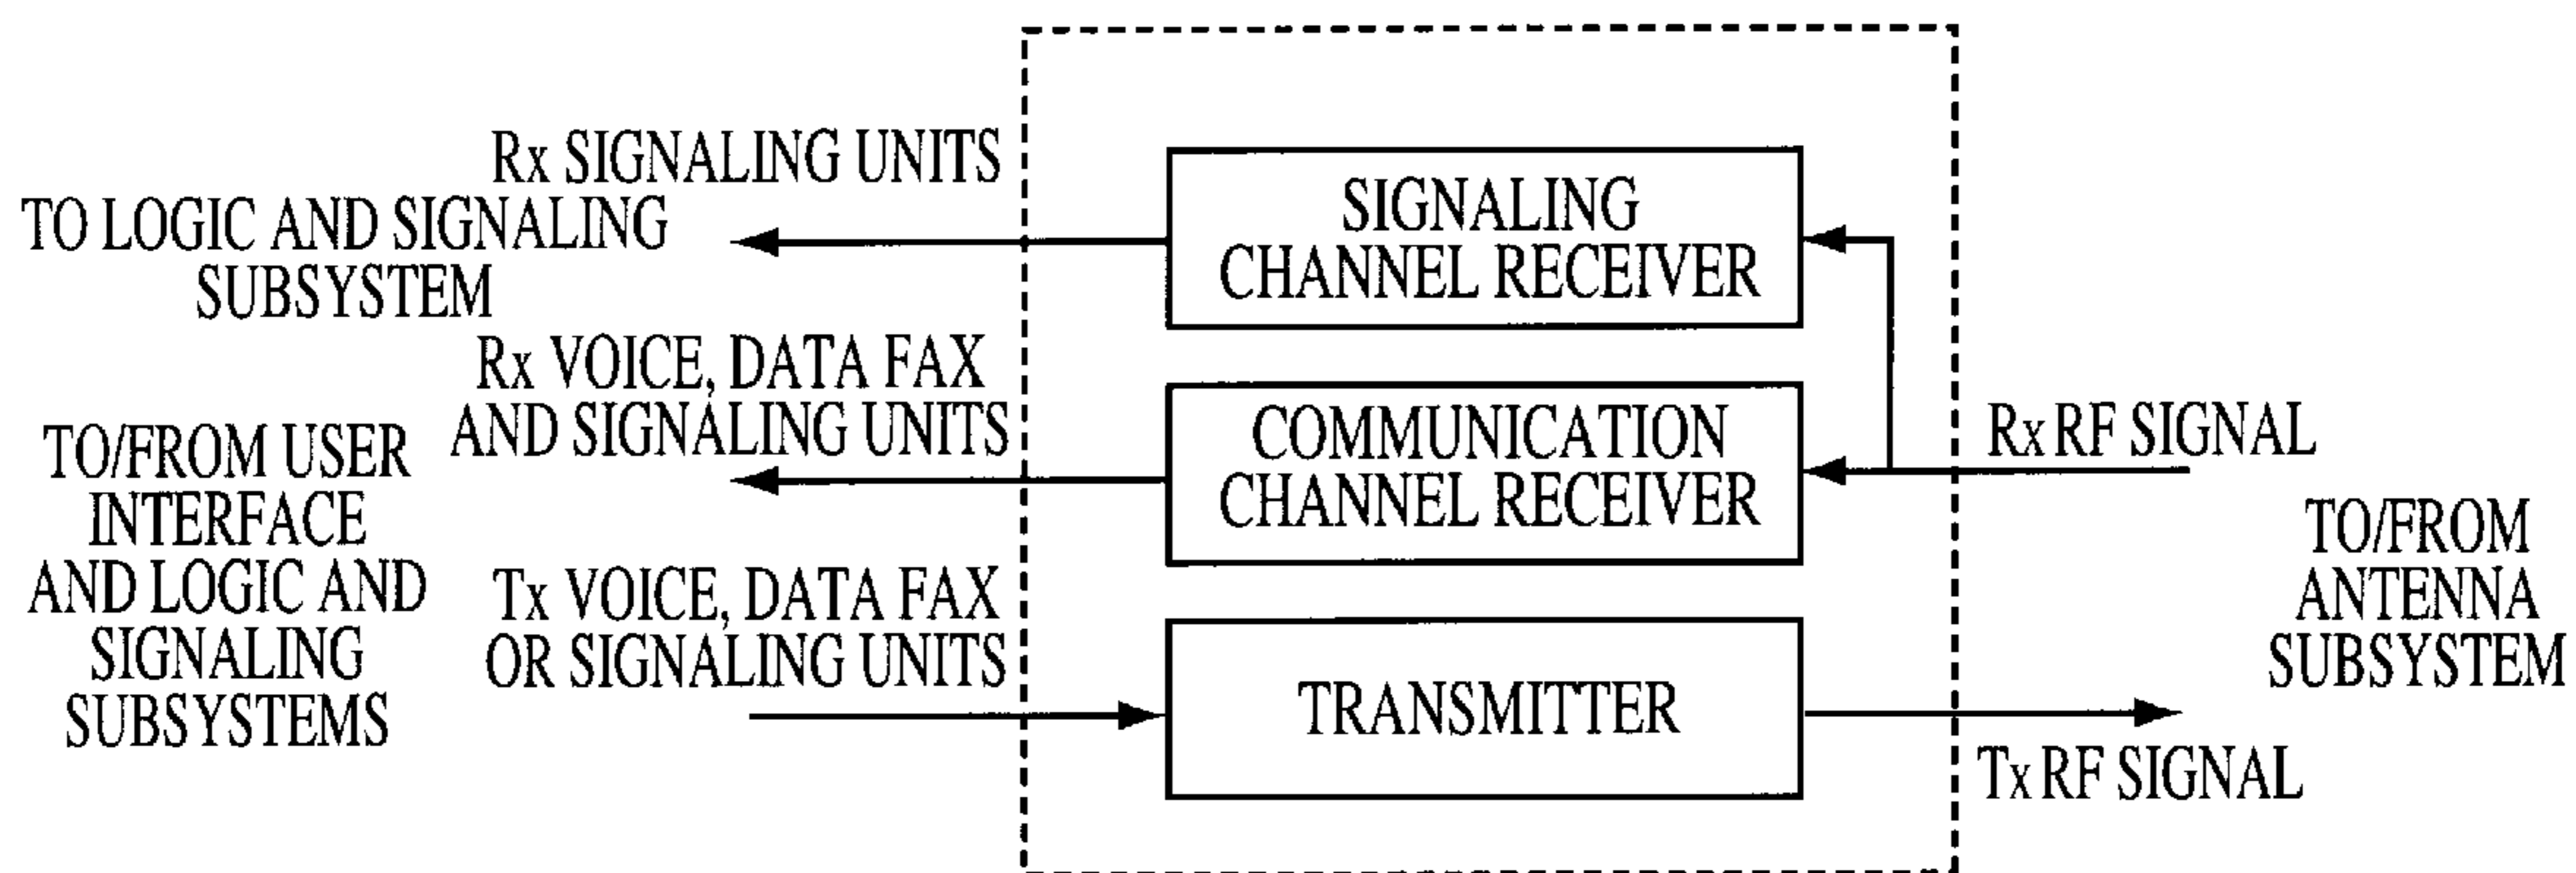 Rx SIGNALING UNITS
TO LOGIC AND SIGNALING
SUBSYSTEM
Rx VOICE, DATA FAX
AND SIGNALING UNITS
TO/FROM USER
INTERFACE
AND LOGIC AND
SIGNALING
SUBSYSTEMS
Tx VOICE, DATA FAX
OR SIGNALING UNITS
SIGNALING
CHANNEL RECEIVER
COMMUNICATION
CHANNEL RECEIVER
TRANSMITTER
Rx RF SIGNAL
TO/FROM
ANTENNA
SUBSYSTEM
Tx RF SIGNAL